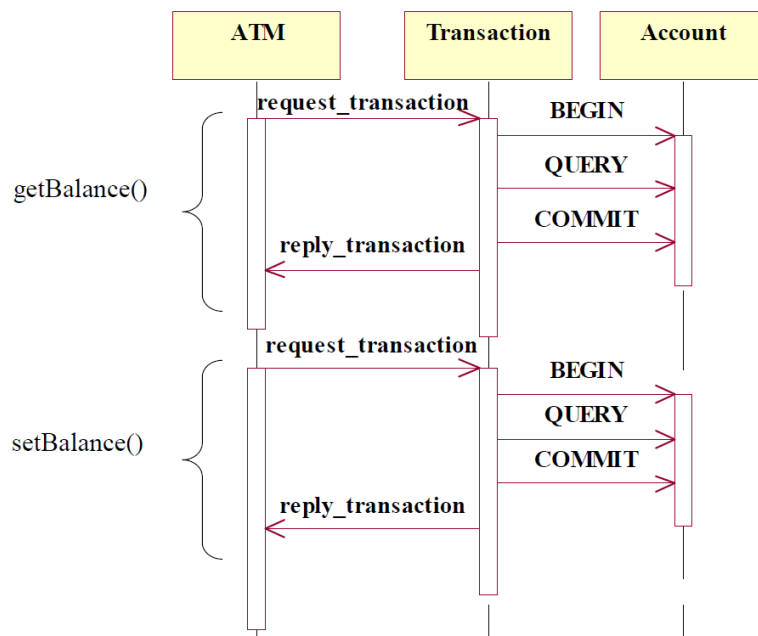 ATM
Transaction
Account
request_transaction
BEGIN
QUERY
getBalance()
COMMIT
reply_transaction
request_transaction
BEGIN
QUERY
setBalance()
COMMIT
reply_transaction